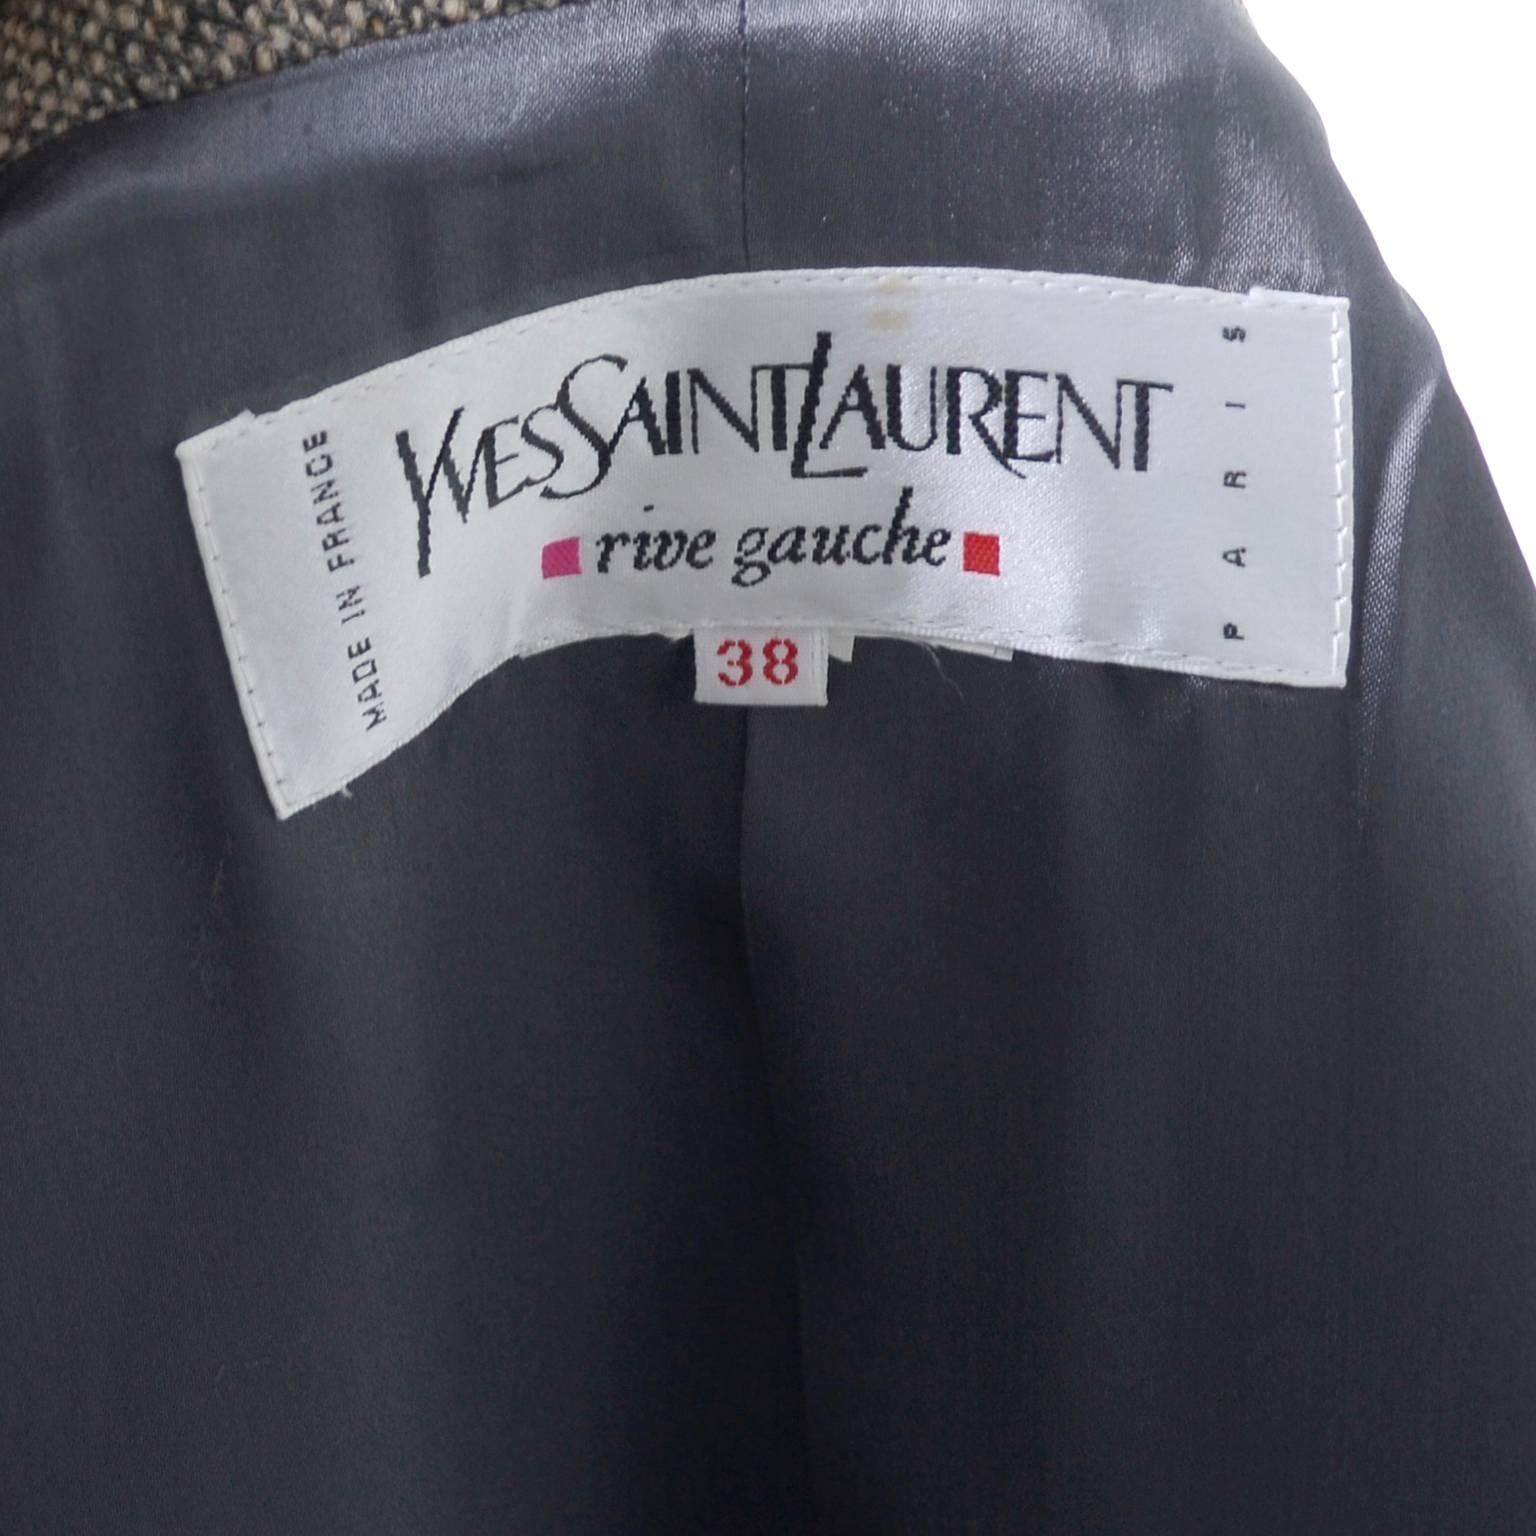 YVESSAINTLAURENT
rive gauche
MADE IN FRANCE
PARIS
38